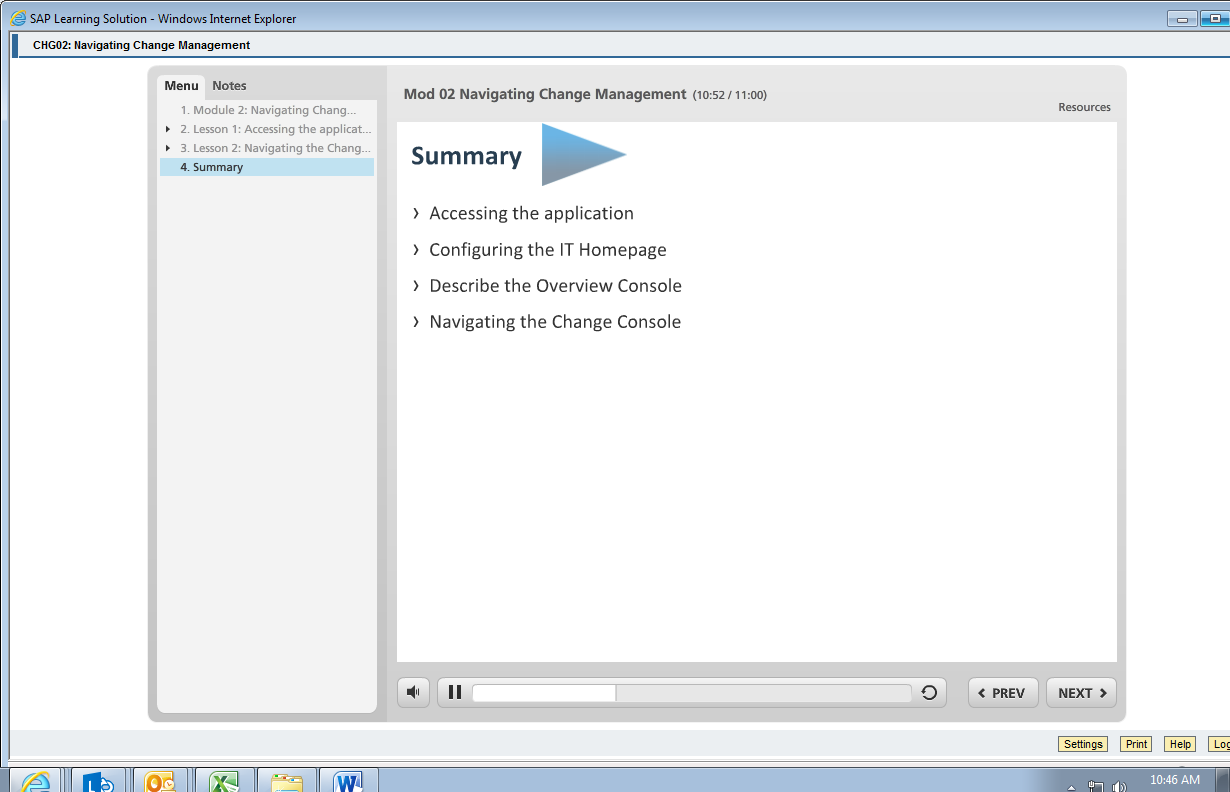 SAP Learning Solution - Windows Internet Explorer
CHG02: Navigating Change Management
Menu Notes
1. Module 2: Navigating Chang...
2. Lesson 1: Accessing the applicat...
3. Lesson 2: Navigating the Chang...
4. Summary
Mod 02 Navigating Change Management (10:52 / 11:00)
Resources
Summary
› Accessing the application
› Configuring the IT Homepage
› Describe the Overview Console
› Navigating the Change Console
PREV NEXT
Settings Print Help Log
10:46 AM